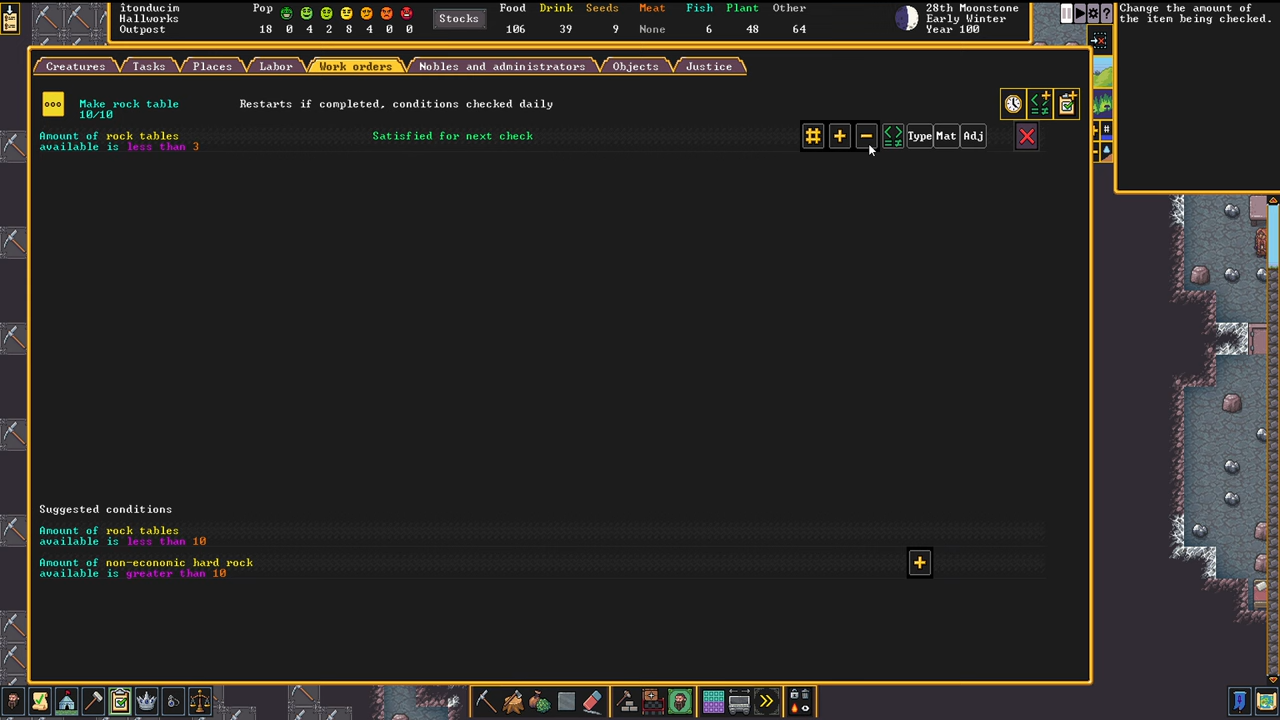 îtonducim
Hallworks
Outpost
Pop
18 0 4 2 8 4 0 0
Stocks
Food Drink Seeds Meat Fish Plant Other
106 39 9 None 6 48 64
28th Moonstone
Early Winter
Year 100
Change the amount of
the item being checked.
Creatures Tasks Places Labor Work orders Nobles and administrators Objects Justice
Make rock table
10/10
Restarts if completed, conditions checked daily
Amount of rock tables
available is less than 3
Satisfied for next check
Type Mat Adj
Suggested conditions
Amount of rock tables
available is less than 10
Amount of non-economic hard rock
available is greater than 10